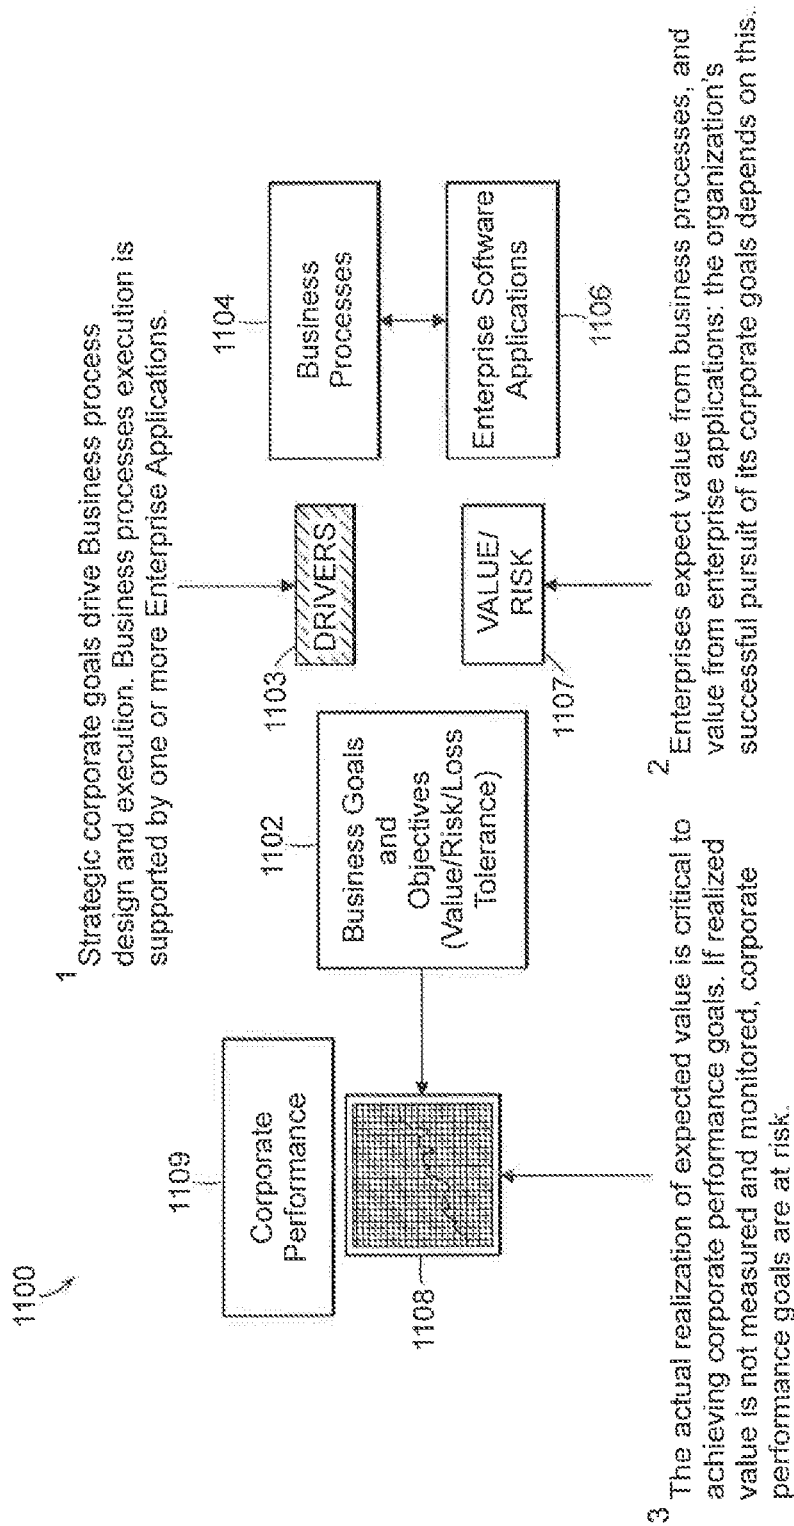 1100
1
Strategic corporate goals drive Business process
design and execution. Business processes execution is
supported by one or more Enterprise Applications.
1109
Corporate
Performance
1108
1102
Business Goals
and
Objectives
(Value/Risk/Loss
Tolerance)
1103
DRIVERS
1107
VALUE/
RISK
1104
Business
Processes
Enterprise Software
Applications
1106
3
The actual realization of expected value is critical to
achieving corporate performance goals. If realized
value is not measured and monitored, corporate
performance goals are at risk.
2
Enterprises expect value from business processes, and
value from enterprise applications: the organization's
successful pursuit of its corporate goals depends on this.